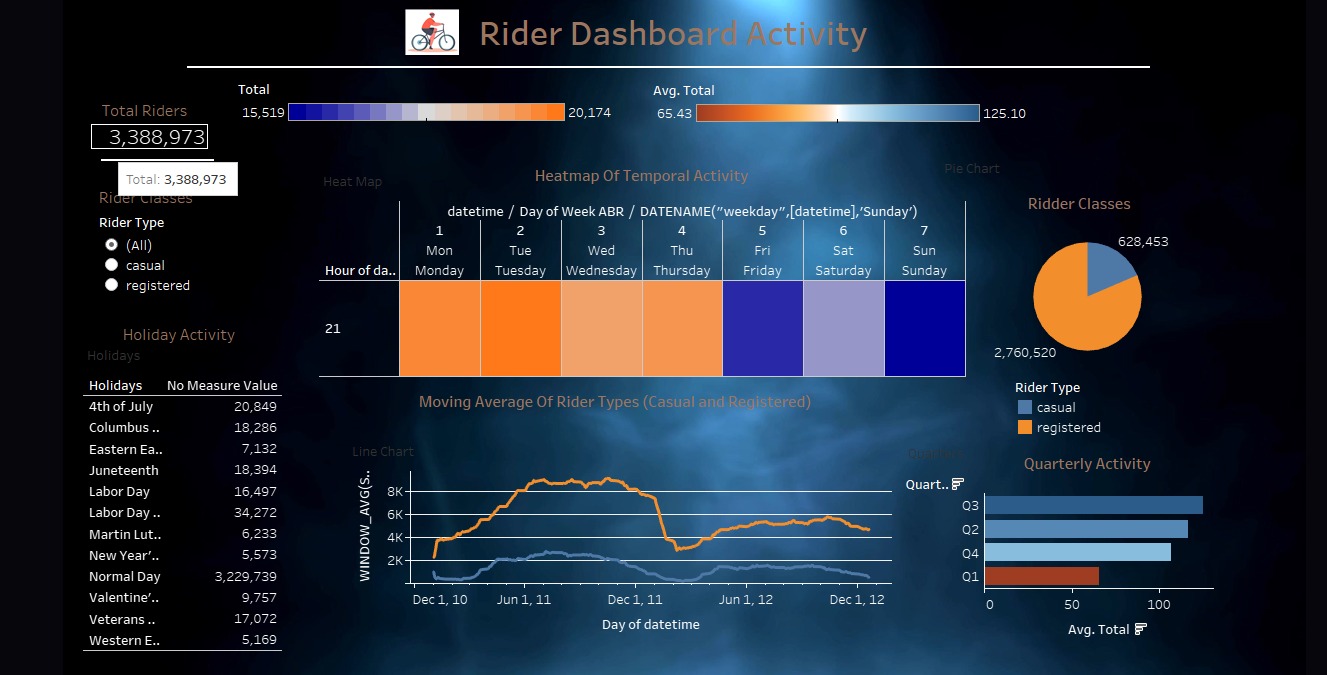 Rider Dashboard Activity
Total
15,519 20,174
Avg. Total
65.43 125.10
Total Riders
3,388,973
Total: 3,388,973
Rider Classes
Rider Type
(All)
casual
registered
Holiday Activity
Holidays
Holidays No Measure Value
4th of July 20,849
Columbus .. 18,286
Eastern Ea.. 7,132
Juneteenth 18,394
Labor Day 16,497
Labor Day .. 34,272
Martin Lut.. 6,233
New Year'.. 5,573
Normal Day 3,229,739
Valentine'.. 9,757
Veterans .. 17,072
Western E.. 5,169
Heat Map
Heatmap Of Temporal Activity
datetime / Day of Week ABR / DATENAME("weekday",[datetime],'Sunday')
1 2 3 4 5 6 7
Mon Tue Wed Thu Fri Sat Sun
Hour of da.. Monday Tuesday Wednesday Thursday Friday Saturday Sunday
21
Moving Average Of Rider Types (Casual and Registered)
Line Chart
WINDOW_AVG(S..
8K
6K
4K
2K
Dec 1, 10 Jun 1, 11 Dec 1, 11 Jun 1, 12 Dec 1, 12
Day of datetime
Pie Chart
Ridder Classes
628,453
2,760,520
Rider Type
casual
registered
Quarterly Activity
Quart..
Q3
Q2
Q4
Q1
0 50 100
Avg. Total